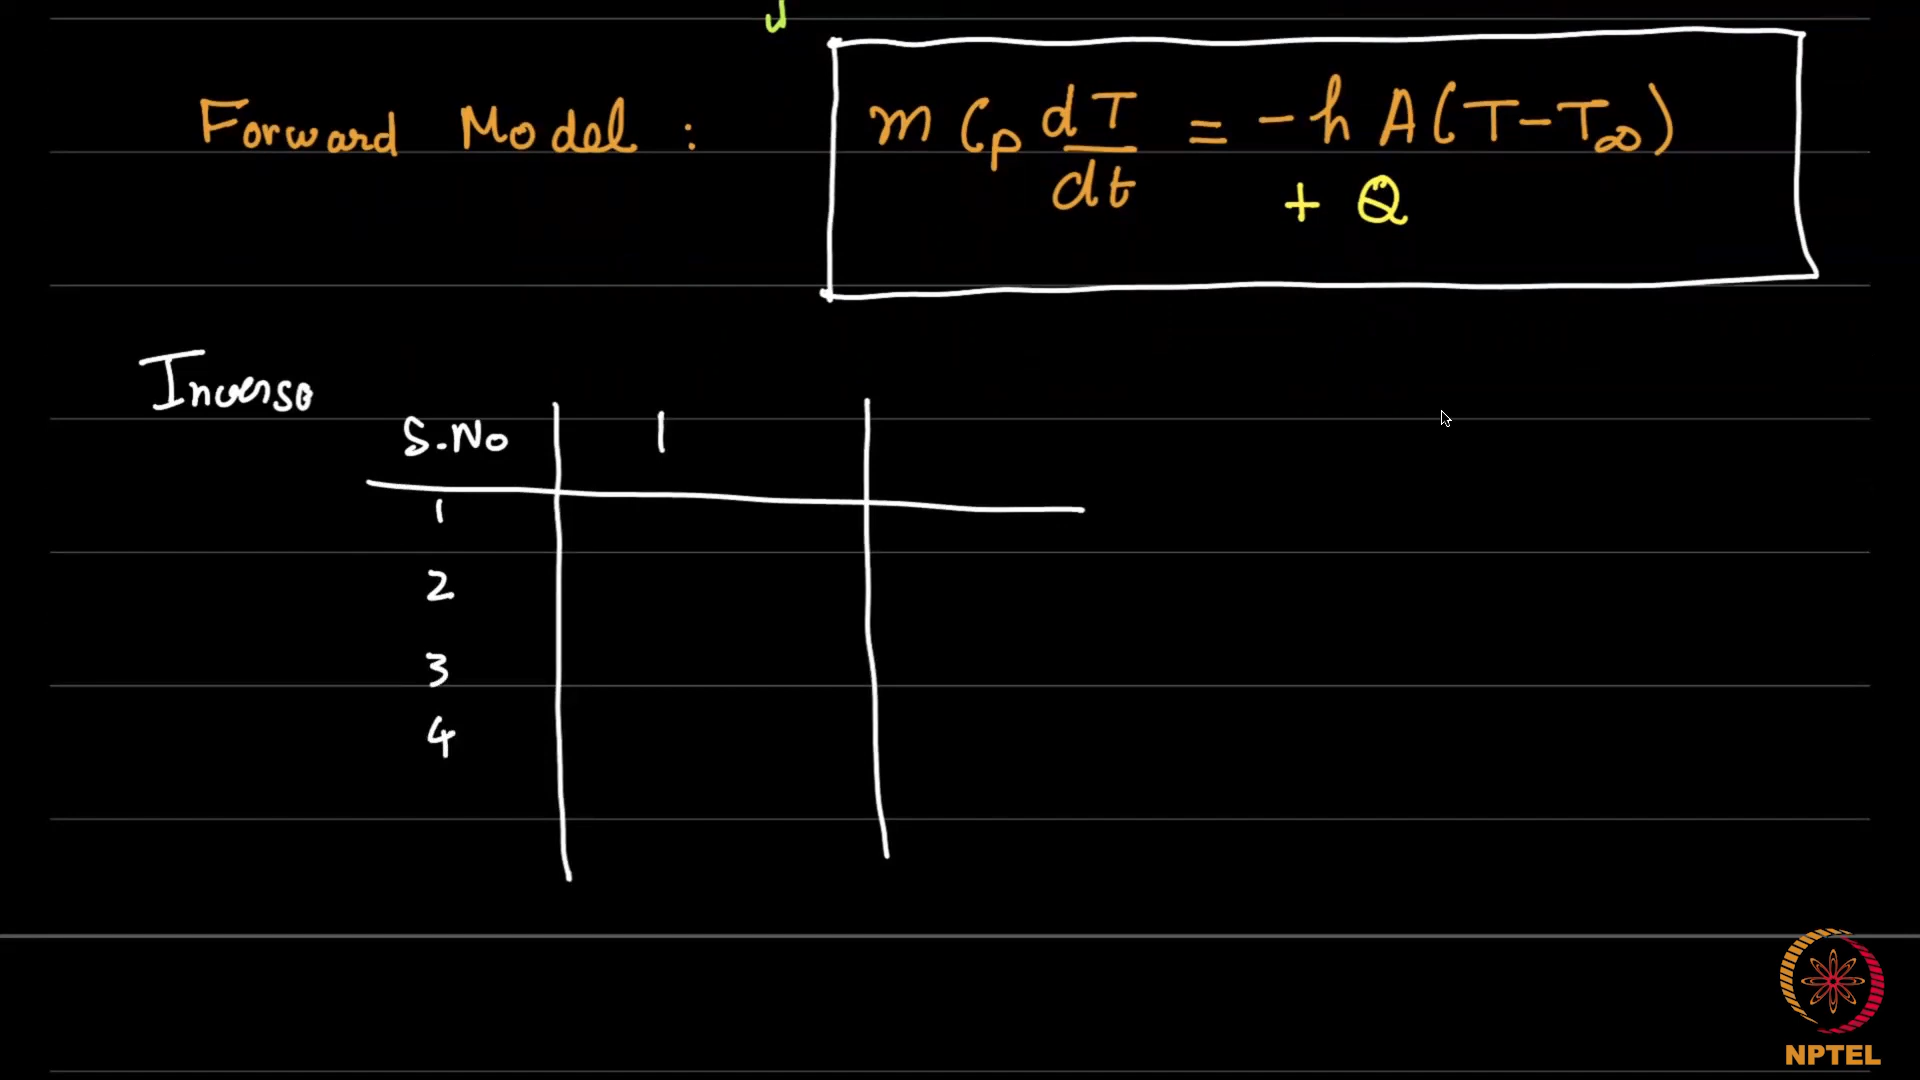 Forward Model : m Cp dT/dt = -h A(T-T∞)
+ Q
Inverse
S.No 1
1
2
3
4
NPTEL